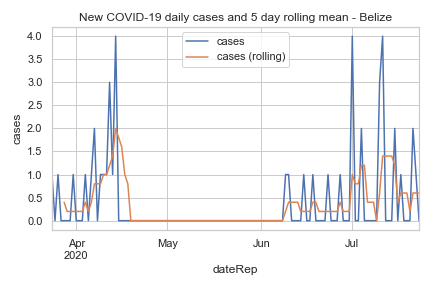 New COVID-19 daily cases and 5 day rolling mean - Belize
cases
cases (rolling)
cases
4.0
3.5
3.0
2.5
2.0
1.5
1.0
0.5
0.0
Apr May Jun Jul
2020
dateRep